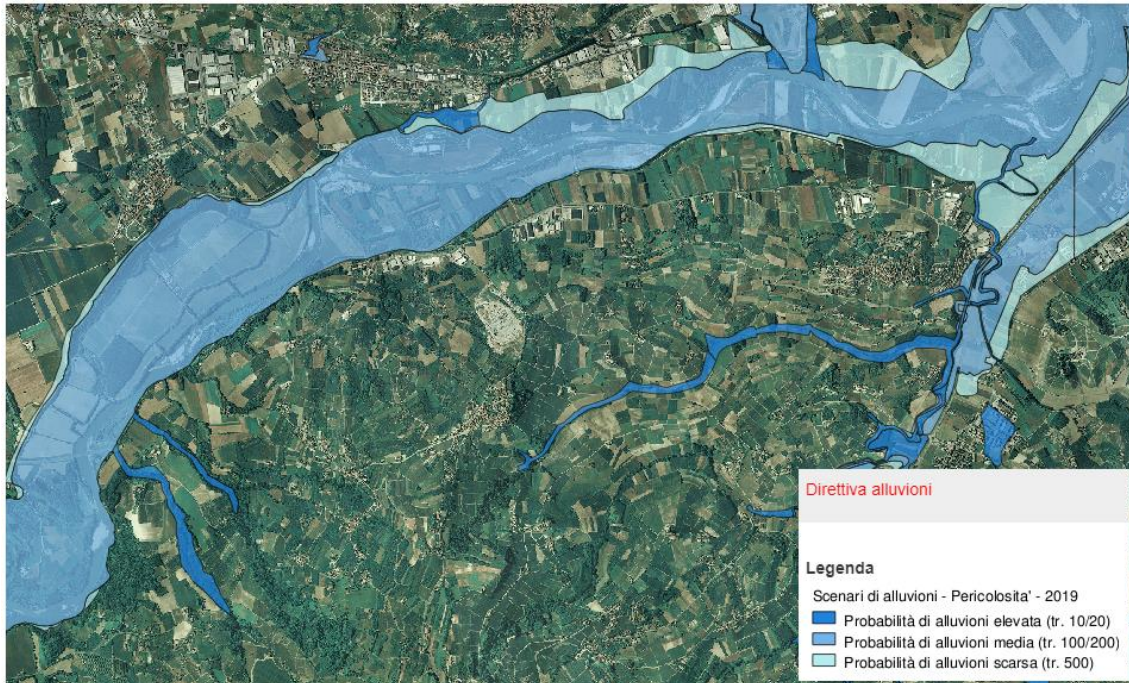 Direttiva alluvioni
Legenda
Scenari di alluvioni - Pericolosita' - 2019
Probabilità di alluvioni elevata (tr. 10/20)
Probabilità di alluvioni media (tr. 100/200)
Probabilità di alluvioni scarsa (tr. 500)